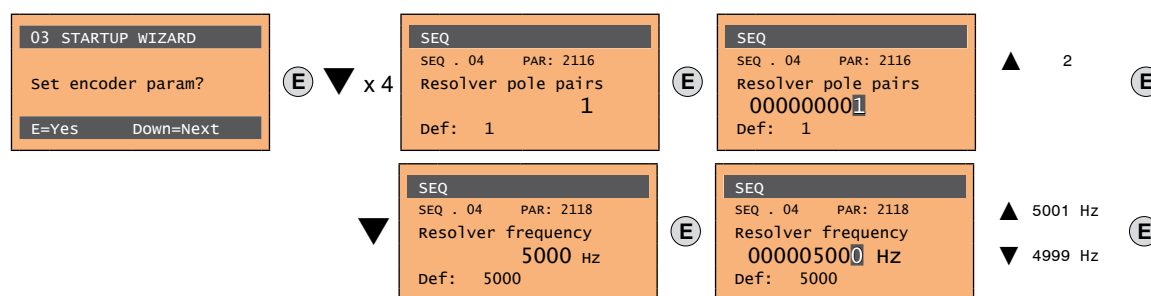 03 STARTUP WIZARD
Set encoder param?
E=Yes Down=Next
E
x 4
SEQ
SEQ . 04 PAR: 2116
Resolver pole pairs
1
Def: 1
E
SEQ
SEQ . 04 PAR: 2116
Resolver pole pairs
0000000001
Def: 1
2
E
SEQ
SEQ . 04 PAR: 2118
Resolver frequency
5000 Hz
Def: 5000
E
SEQ
SEQ . 04 PAR: 2118
Resolver frequency
000005000 Hz
Def: 5000
5001 Hz
4999 Hz
E